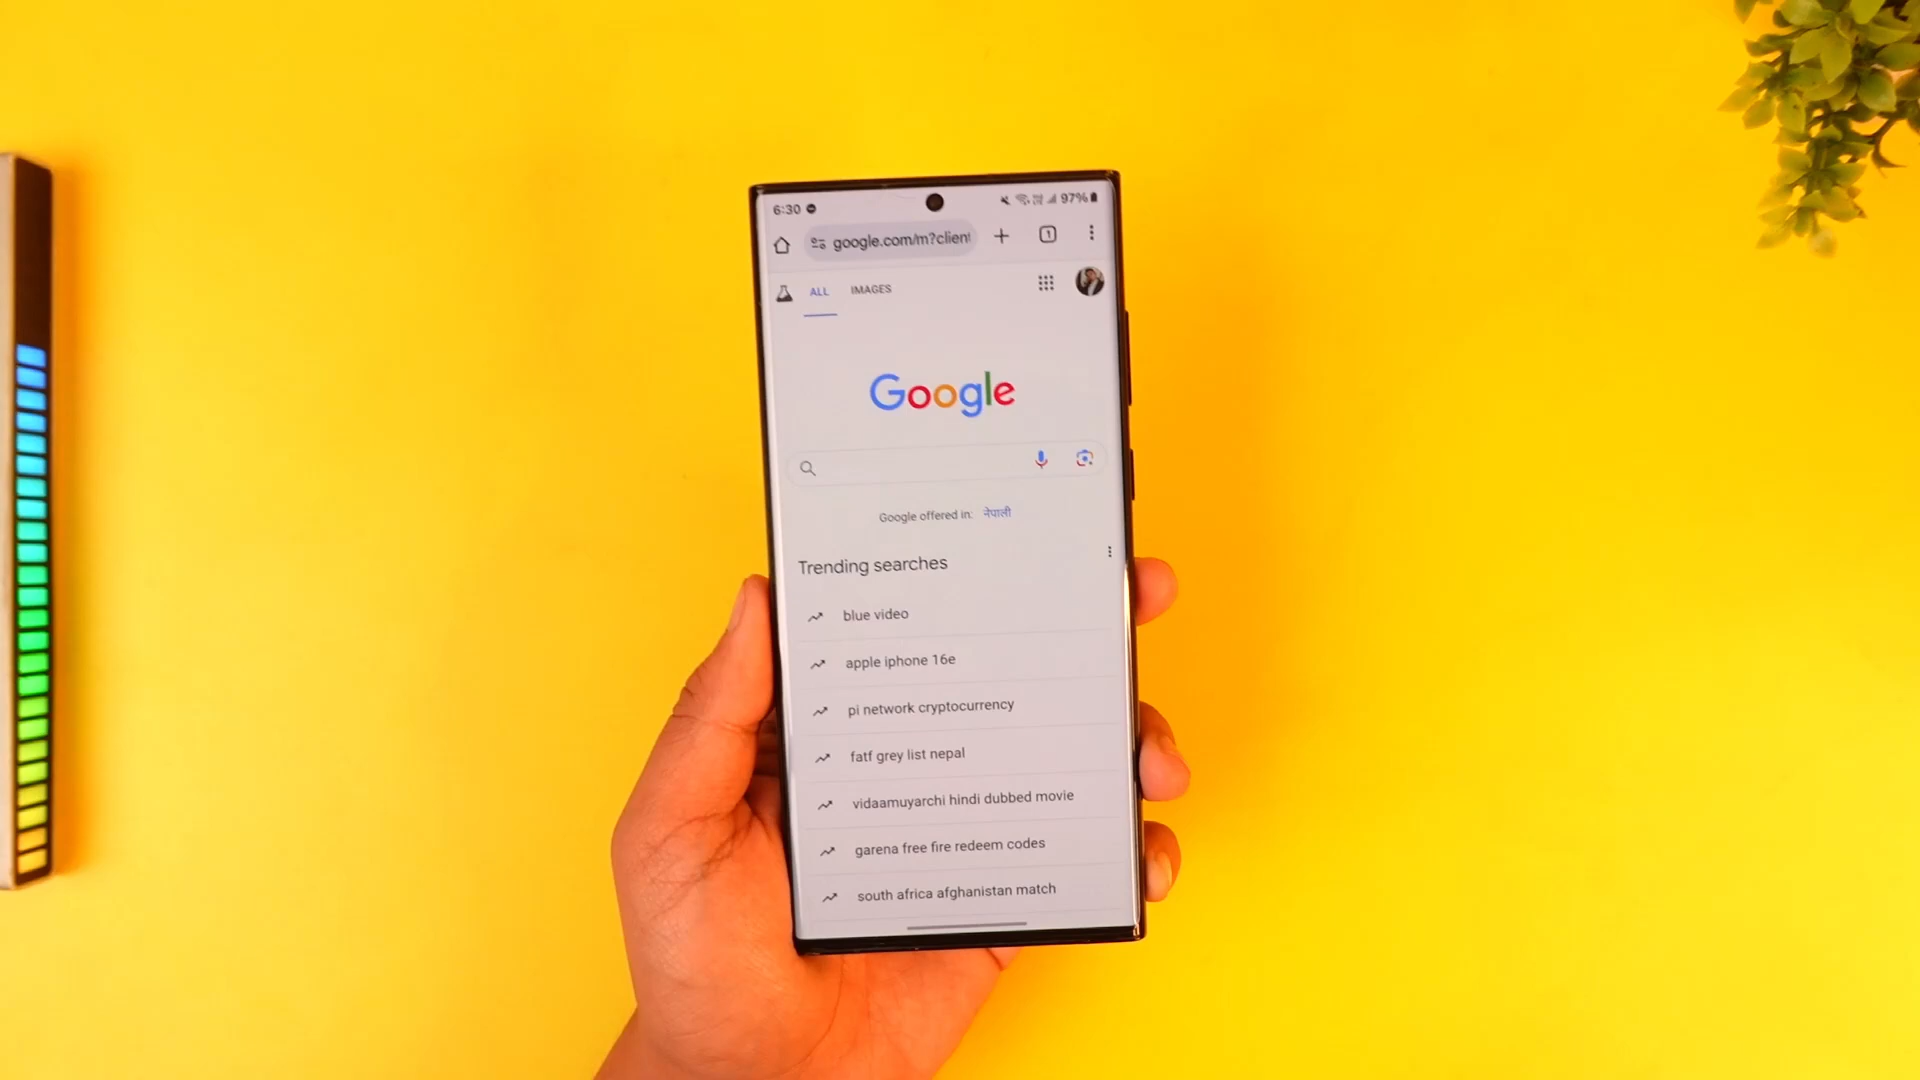 6:30 97%
google.com/m?client 1
ALL IMAGES
Google
Google offered in: नेपाली
Trending searches
blue video
apple iphone 16e
pi network cryptocurrency
fatf grey list nepal
vidaamuyarchi hindi dubbed movie
garena free fire redeem codes
south africa afghanistan match